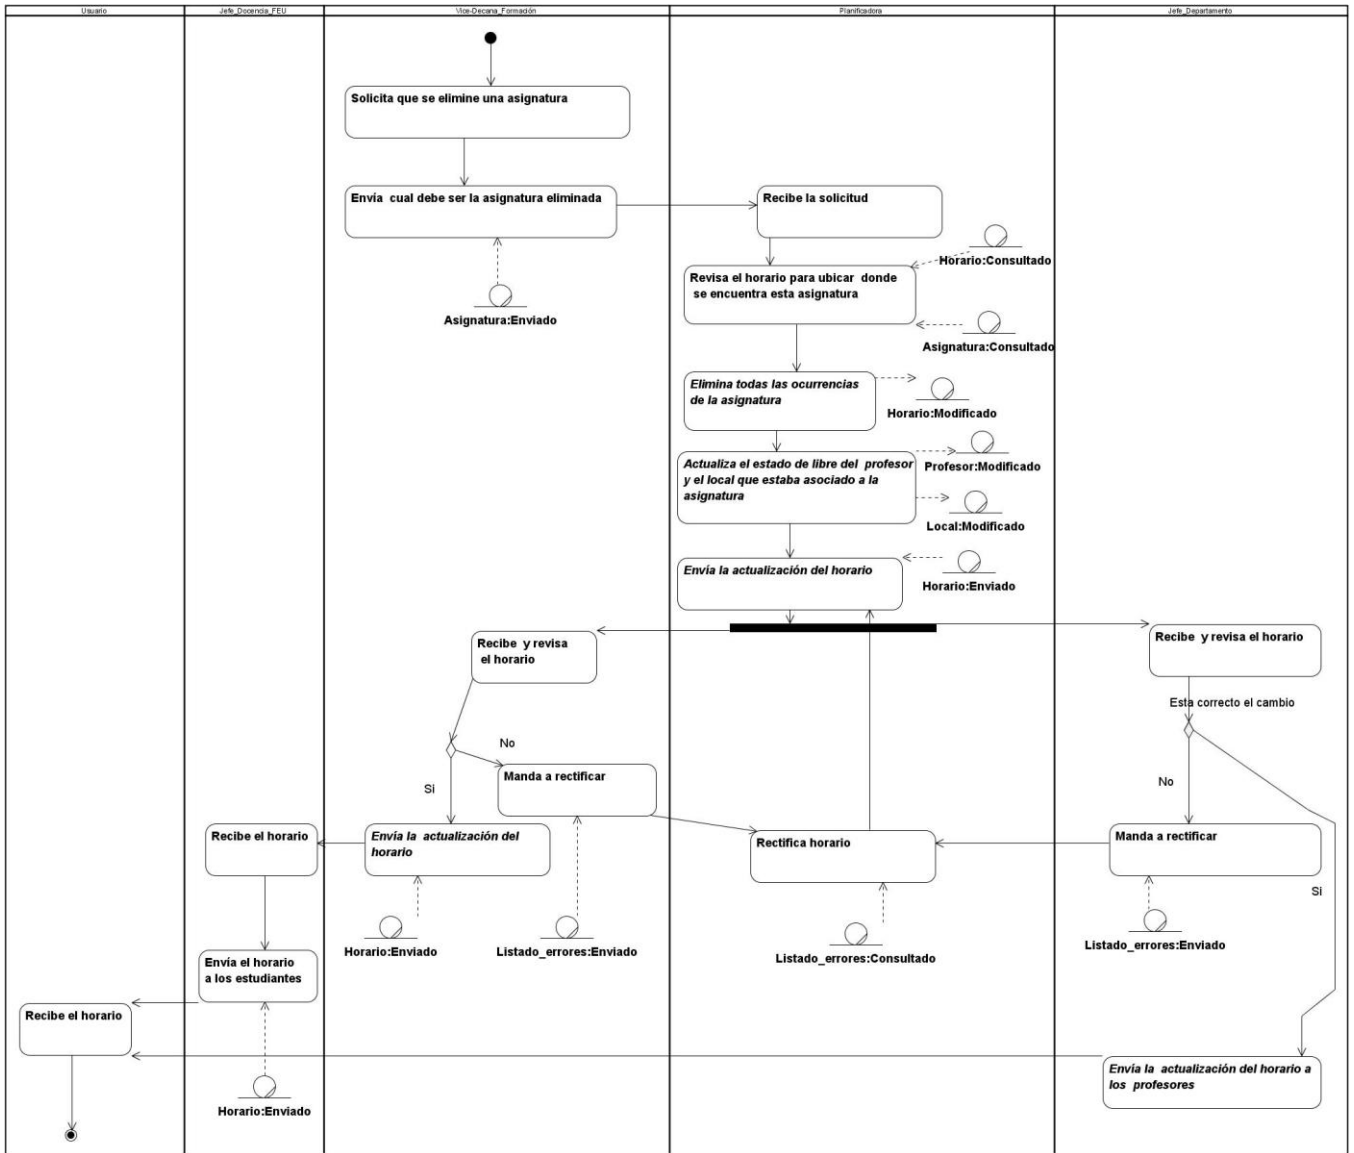 Usuario
Jefe_Docencia_FEU
Vice-Decana_Formación
Planificadora
Jefe_Departamento
Solicita que se elimine una asignatura
Envía cual debe ser la asignatura eliminada
Recibe la solicitud
Horario:Consultado
Revisa el horario para ubicar donde
se encuentra esta asignatura
Asignatura:Enviado
Asignatura:Consultado
Elimina todas las ocurrencias
de la asignatura
Horario:Modificado
Actualiza el estado de libre del profesor
y el local que estaba asociado a la
asignatura
Profesor:Modificado
Local:Modificado
Envía la actualización del horario
Horario:Enviado
Recibe y revisa
el horario
Recibe y revisa el horario
Esta correcto el cambio
No
Manda a rectificar
Si
No
Recibe el horario
Envía la actualización del
horario
Rectifica horario
Manda a rectificar
Si
Horario:Enviado
Listado_errores:Enviado
Listado_errores:Consultado
Listado_errores:Enviado
Envía el horario
a los estudiantes
Recibe el horario
Envía la actualización del horario a
los profesores
Horario:Enviado